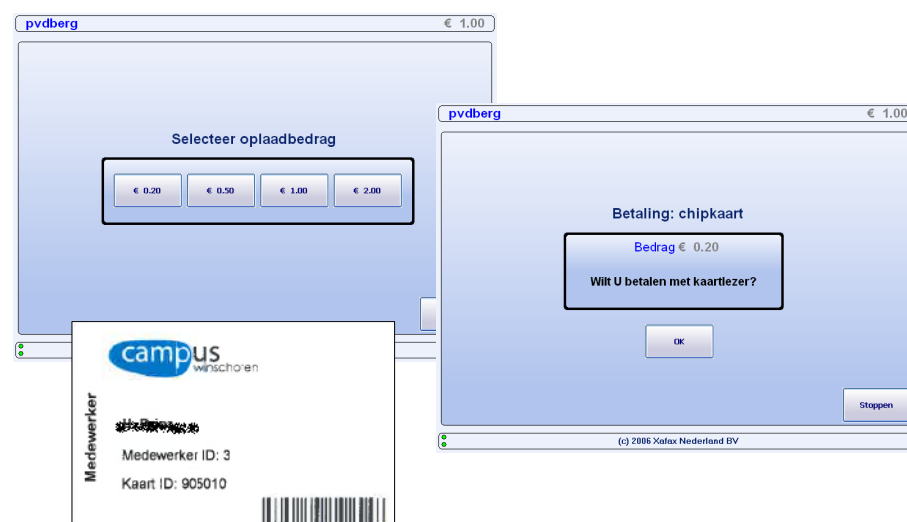 pvdberg € 1.00
Selecteer oplaadbedrag
€ 0.20 € 0.50 € 1.00 € 2.00
pvdberg € 1.00
Betaling: chipkaart
Bedrag € 0.20
Wilt U betalen met kaartlezer?
OK
Stoppen
(c) 2006 Xafax Nederland BV
campus
winschoten
Medewerker
Medewerker ID: 3
Kaart ID: 905010